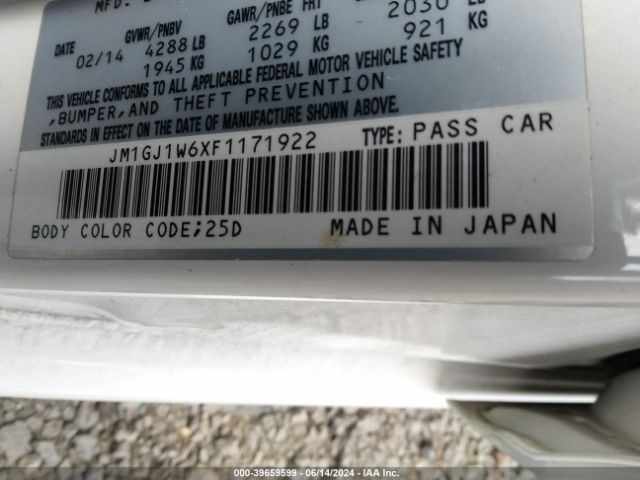 MFD.
GVWR/PNBV GAWR/PNBE FRT
DATE 4288 LB 2269 LB 2030 LB
02/14 1945 KG 1029 KG 921 KG
THIS VEHICLE CONFORMS TO ALL APPLICABLE FEDERAL MOTOR VEHICLE SAFETY
,BUMPER,AND THEFT PREVENTION
STANDARDS IN EFFECT ON THE DATE OF MANUFACTURE SHOWN ABOVE.
JM1GJ1W6XF1171922 TYPE: PASS CAR
BODY COLOR CODE;25D MADE IN JAPAN
000-39659599 — 06/14/2024 — IAA Inc.